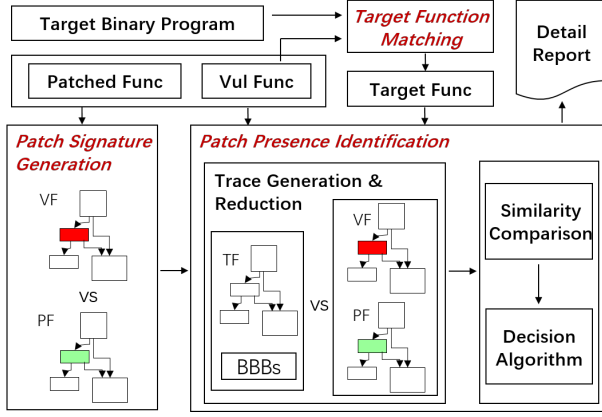 Target Binary Program
Target Function
Matching
Detail
Report
Patched Func
Vul Func
Target Func
Patch Signature
Generation
VF
VS
PF
Patch Presence Identification
Trace Generation &
Reduction
TF
BBBs
VS
VF
PF
Similarity
Comparison
Decision
Algorithm